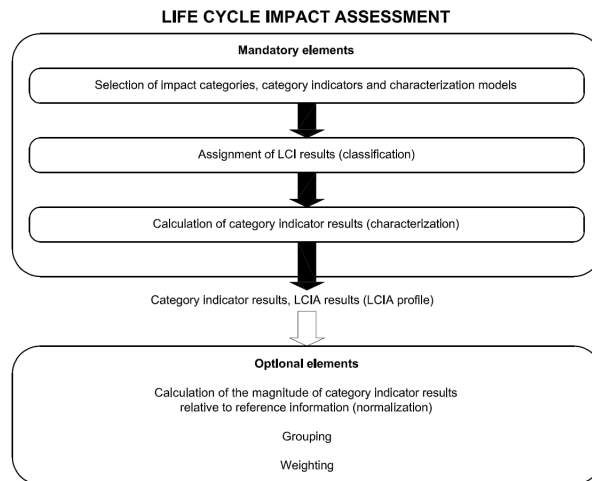 LIFE CYCLE IMPACT ASSESSMENT
Mandatory elements
Selection of impact categories, category indicators and characterization models
Assignment of LCI results (classification)
Calculation of category indicator results (characterization)
Category indicator results, LCIA results (LCIA profile)
Optional elements
Calculation of the magnitude of category indicator results
relative to reference information (normalization)
Grouping
Weighting